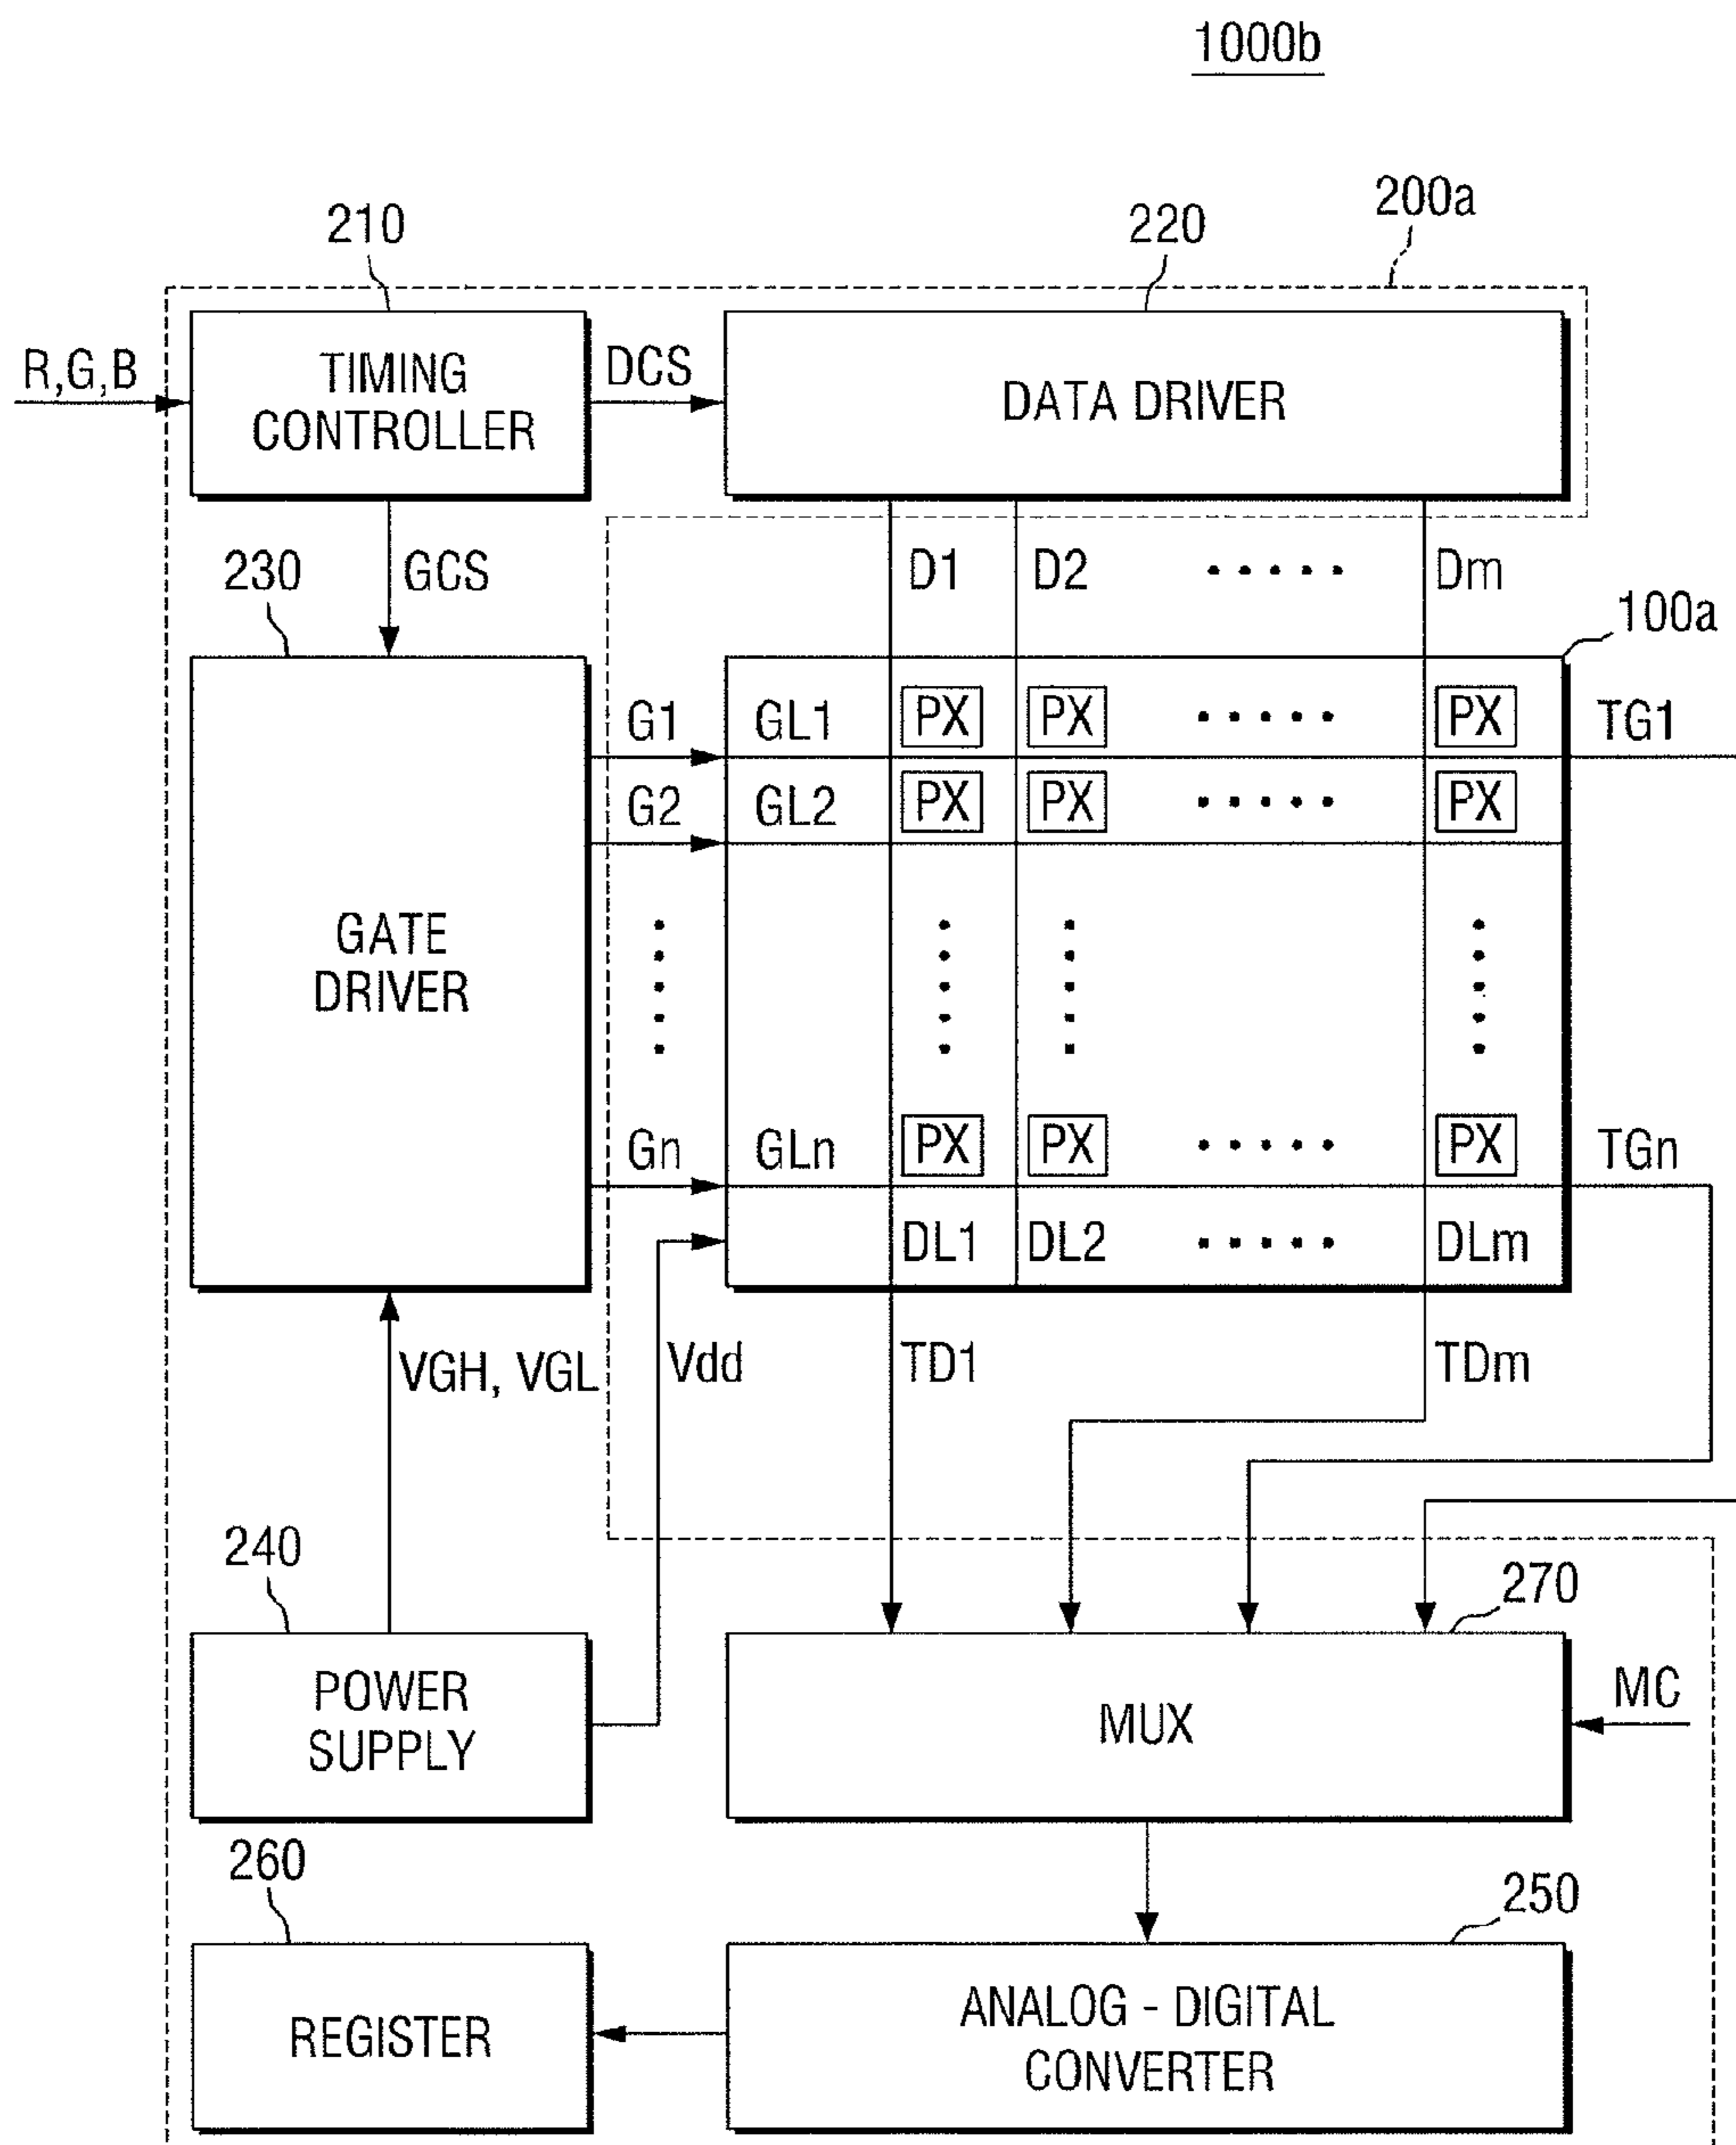 1000b
200a
210
220
R,G,B
TIMING
CONTROLLER
DCS
DATA DRIVER
230
GCS
D1 D2 ..... Dm
100a
G1 GL1 PX PX ..... PX TG1
G2 GL2 PX PX ..... PX
GATE
DRIVER
Gn GLn PX PX ..... PX TGn
DL1 DL2 ..... DLm
VGH, VGL
Vdd
TD1
TDm
240
270
POWER
SUPPLY
MUX
MC
260
250
REGISTER
ANALOG - DIGITAL
CONVERTER